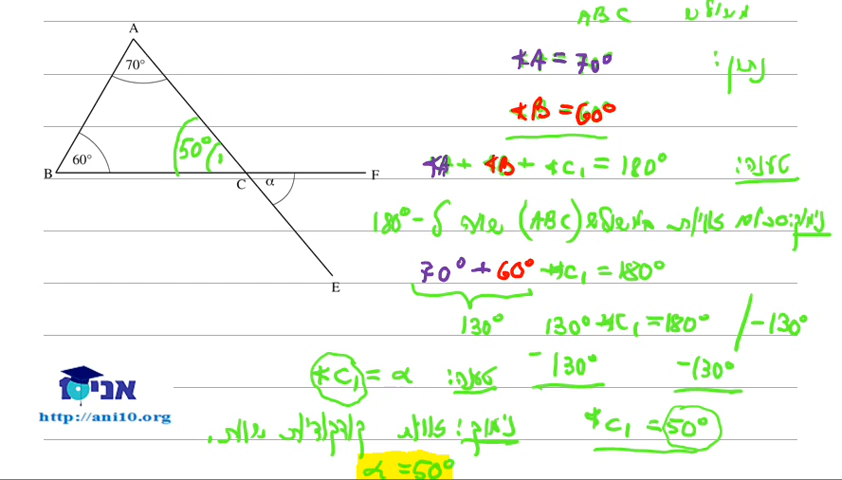 משולש ABC
נתון: ∢A = 70°
∢B = 60°
טענה: ∢A + ∢B + ∢C₁ = 180°
נימוק: סכום זוויות במשולש (ABC) שווה ל - 180°
70° + 60° + ∢C₁ = 180°
130° 130° + ∢C₁ = 180° / -130°
-130° -130°
∢C₁ = 50°
טענה: ∢C₁ = α
נימוק: זוויות קודקודיות שוות.
α = 50°
A
70°
60°
50°
1
B
C
α
F
E
אני10
http://ani10.org